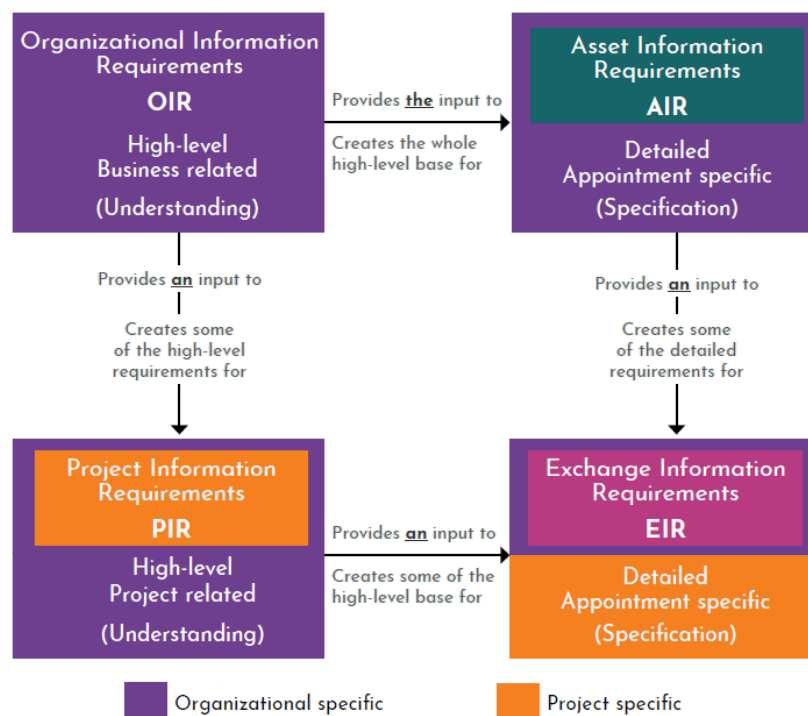 Organizational Information
Requirements
OIR
High-level
Business related
(Understanding)
Provides the input to
Creates the whole
high-level base for
Asset Information
Requirements
AIR
Detailed
Appointment specific
(Specification)
Provides an input to
Creates some
of the high-level
requirements for
Provides an input to
Creates some
of the detailed
requirements for
Project Information
Requirements
PIR
High-level
Project related
(Understanding)
Provides an input to
Creates some of the
high-level base for
Exchange Information
Requirements
EIR
Detailed
Appointment specific
(Specification)
Organizational specific
Project specific